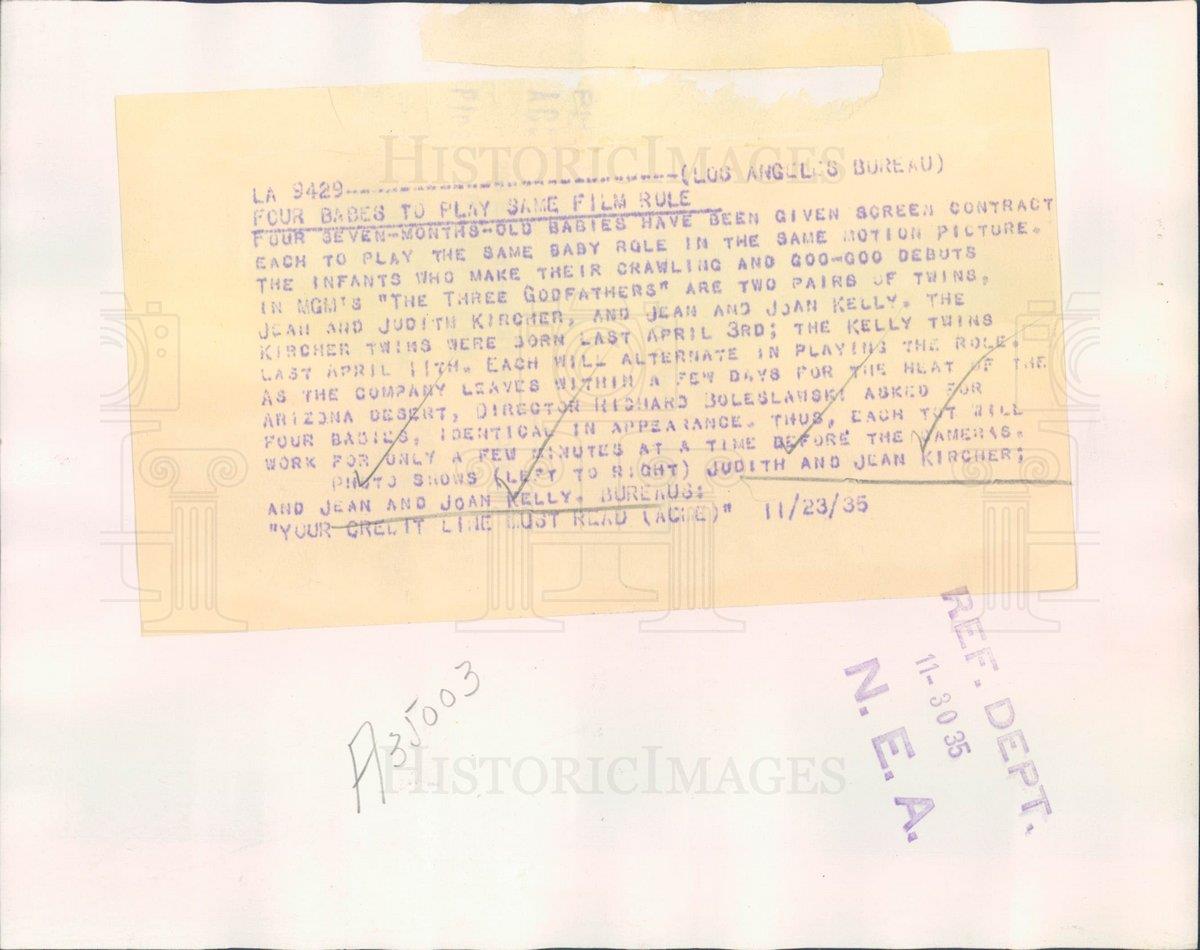 LA 9429---------------------------(LOS ANGELES BUREAU)
FOUR BABES TO PLAY SAME FILM ROLE
FOUR SEVEN-MONTHS-OLD BABIES HAVE BEEN GIVEN SCREEN CONTRACT
EACH TO PLAY THE SAME BABY ROLE IN THE SAME MOTION PICTURE.
THE INFANTS WHO MAKE THEIR CRAWLING AND GOO-GOO DEBUTS
IN MGM'S "THE THREE GODFATHERS" ARE TWO PAIRS OF TWINS,
JEAN AND JUDITH KIRCHER, AND JEAN AND JOAN KELLY. THE
KIRCHER TWINS WERE BORN LAST APRIL 3RD; THE KELLY TWINS
LAST APRIL 11TH. EACH WILL ALTERNATE IN PLAYING THE ROLE.
AS THE COMPANY LEAVES WITHIN A FEW DAYS FOR THE HEAT OF THE
ARIZONA DESERT, DIRECTOR RICHARD BOLESLAWSKI ASKED FOR
FOUR BABIES, IDENTICAL IN APPEARANCE. THUS, EACH TOT WILL
WORK FOR ONLY A FEW MINUTES AT A TIME BEFORE THE CAMERAS.
PHOTO SHOWS (LEFT TO RIGHT) JUDITH AND JEAN KIRCHER;
AND JEAN AND JOAN KELLY. BUREAUS:
"YOUR CREDIT LINE MUST READ (ACME)" 11/23/35
REF. DEPT.
11-30 35
N. E. A.
A35003
HISTORICIMAGES
HISTORICIMAGES